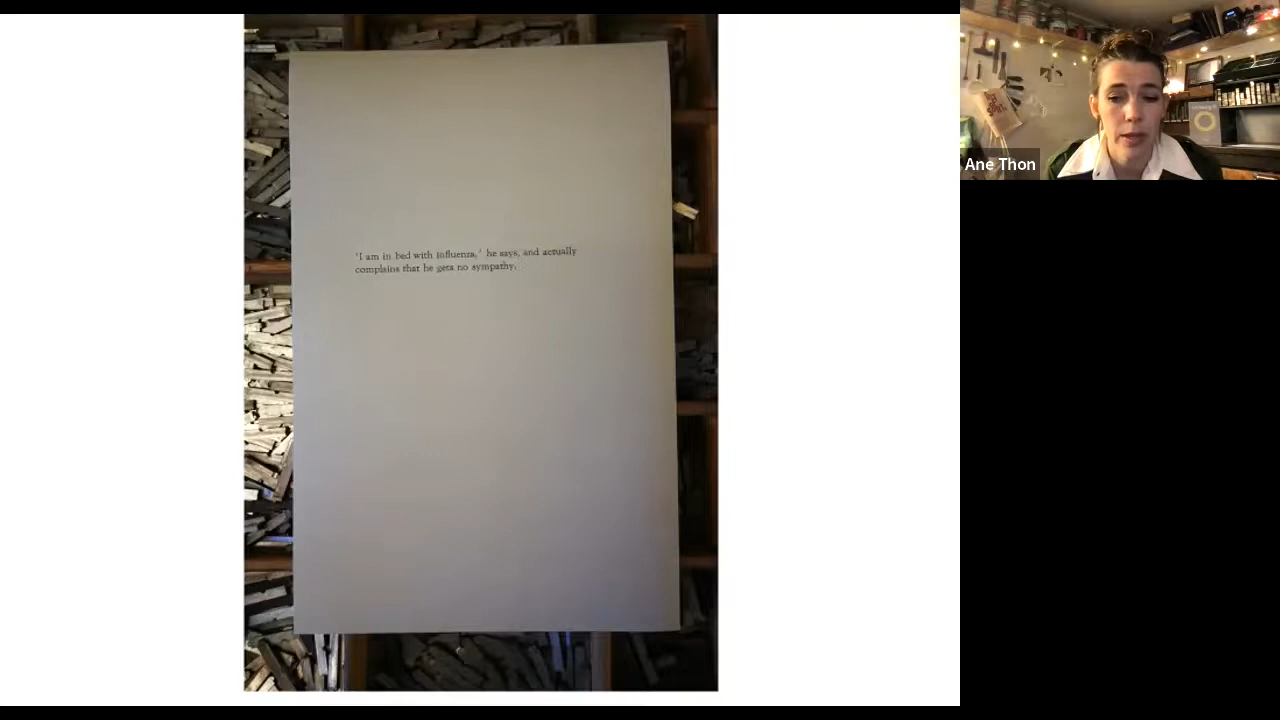 'I am in bed with influenza,' he says, and actually
complains that he gets no sympathy.
Ane Thon